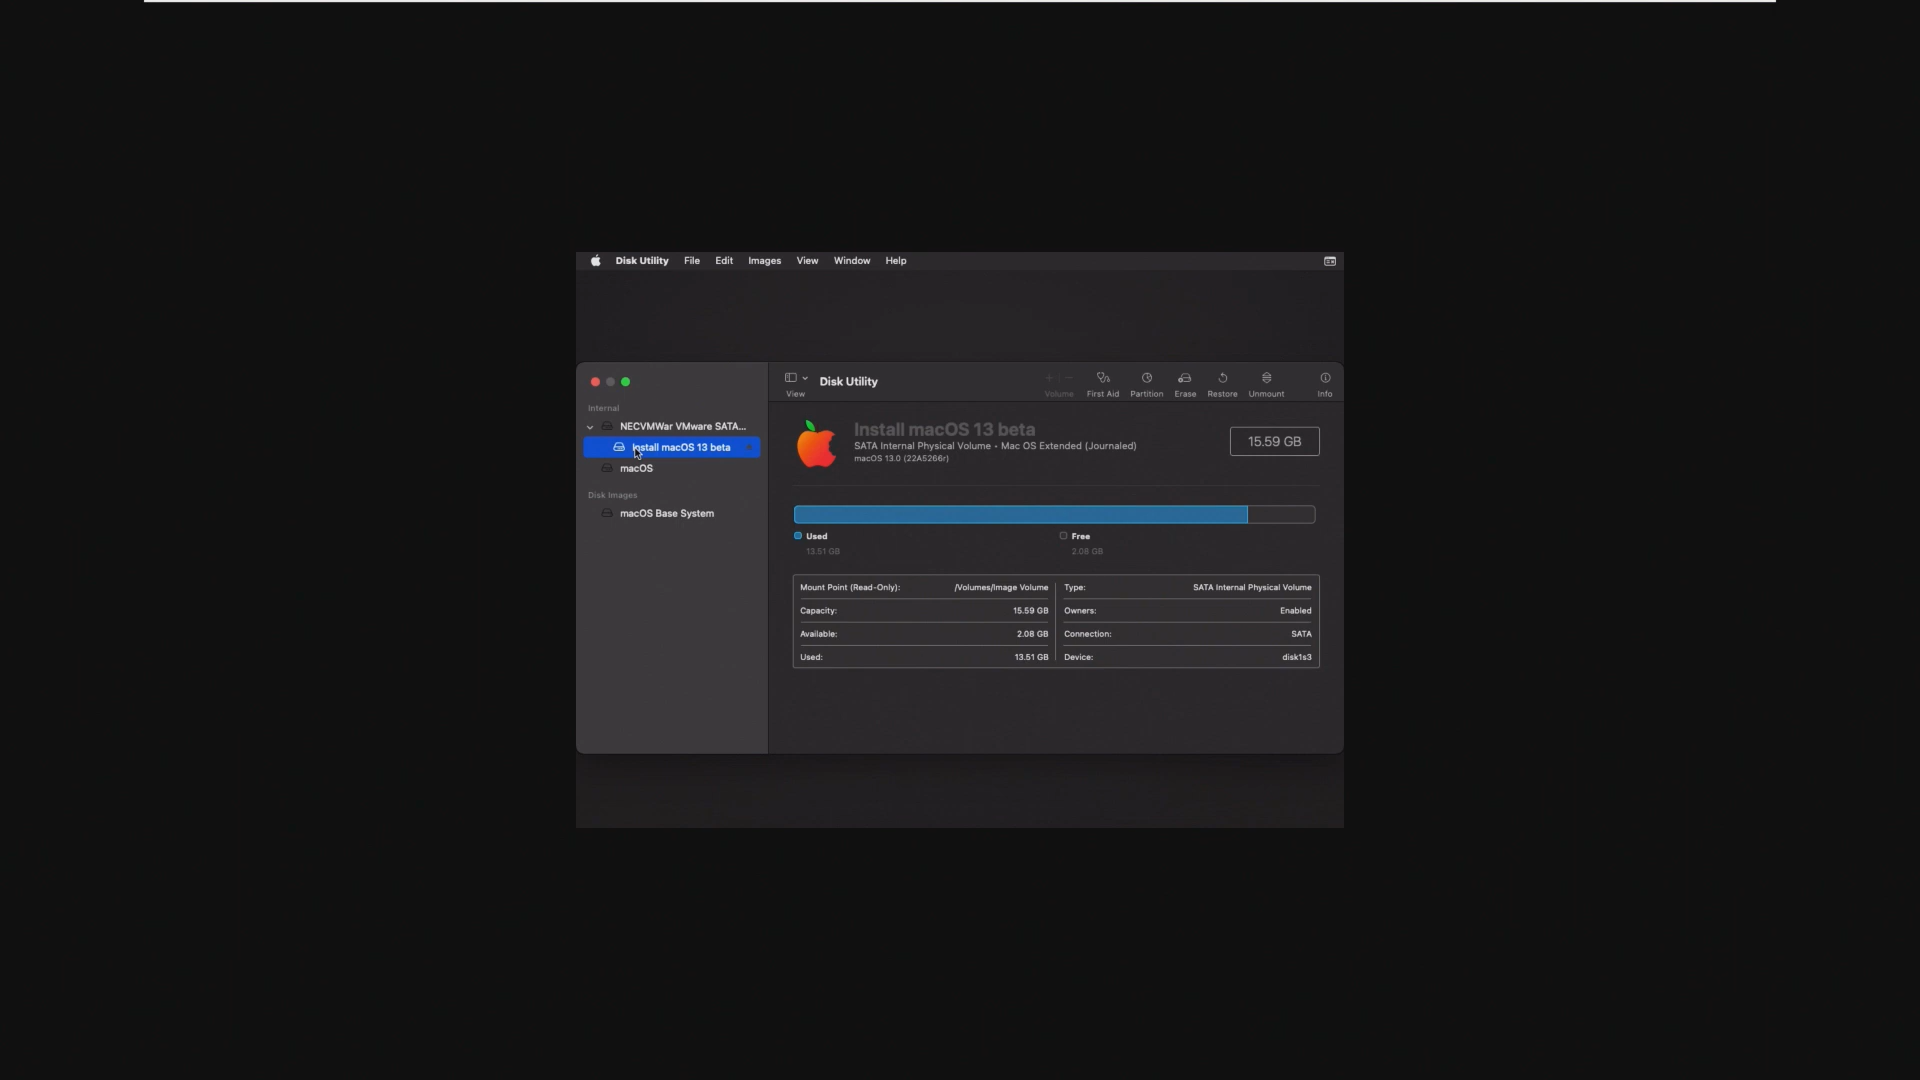 Disk Utility File Edit Images View Window Help
View
Disk Utility
Volume First Aid Partition Erase Restore Unmount Info
Internal
NECVMWar VMware SATA...
Install macOS 13 beta
macOS
Disk Images
macOS Base System
Install macOS 13 beta
SATA Internal Physical Volume • Mac OS Extended (Journaled)
macOS 13.0 (22A5266r)
15.59 GB
Used
13.51 GB
Free
2.08 GB
Mount Point (Read-Only): /Volumes/Image Volume
Capacity: 15.59 GB
Available: 2.08 GB
Used: 13.51 GB
Type: SATA Internal Physical Volume
Owners: Enabled
Connection: SATA
Device: disk1s3